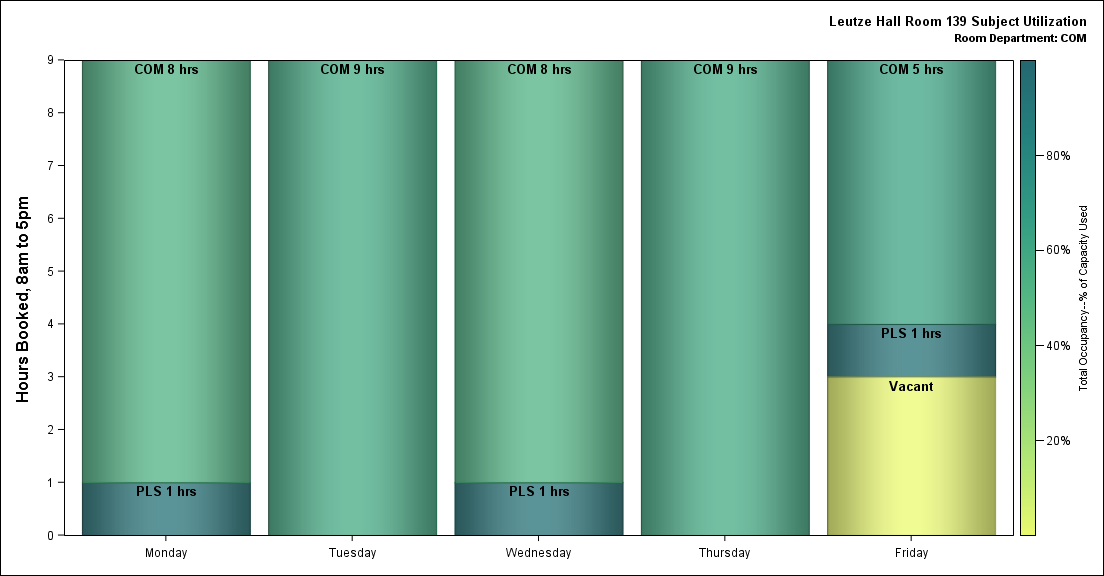 Leutze Hall Room 139 Subject Utilization
Room Department: COM
Hours Booked, 8am to 5pm
9
8
7
6
5
4
3
2
1
0
COM 8 hrs
COM 9 hrs
COM 8 hrs
COM 9 hrs
COM 5 hrs
PLS 1 hrs
Vacant
PLS 1 hrs
PLS 1 hrs
Monday
Tuesday
Wednesday
Thursday
Friday
80%
60%
40%
20%
Total Occupancy--% of Capacity Used